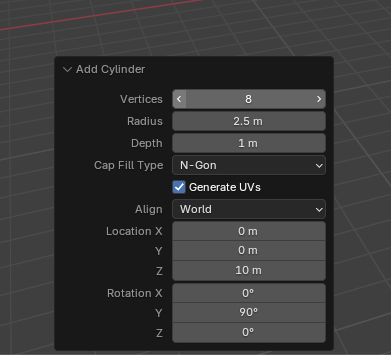 Add Cylinder
Vertices 8
Radius 2.5 m
Depth 1 m
Cap Fill Type N-Gon
Generate UVs
Align World
Location X 0 m
Y 0 m
Z 10 m
Rotation X 0°
Y 90°
Z 0°